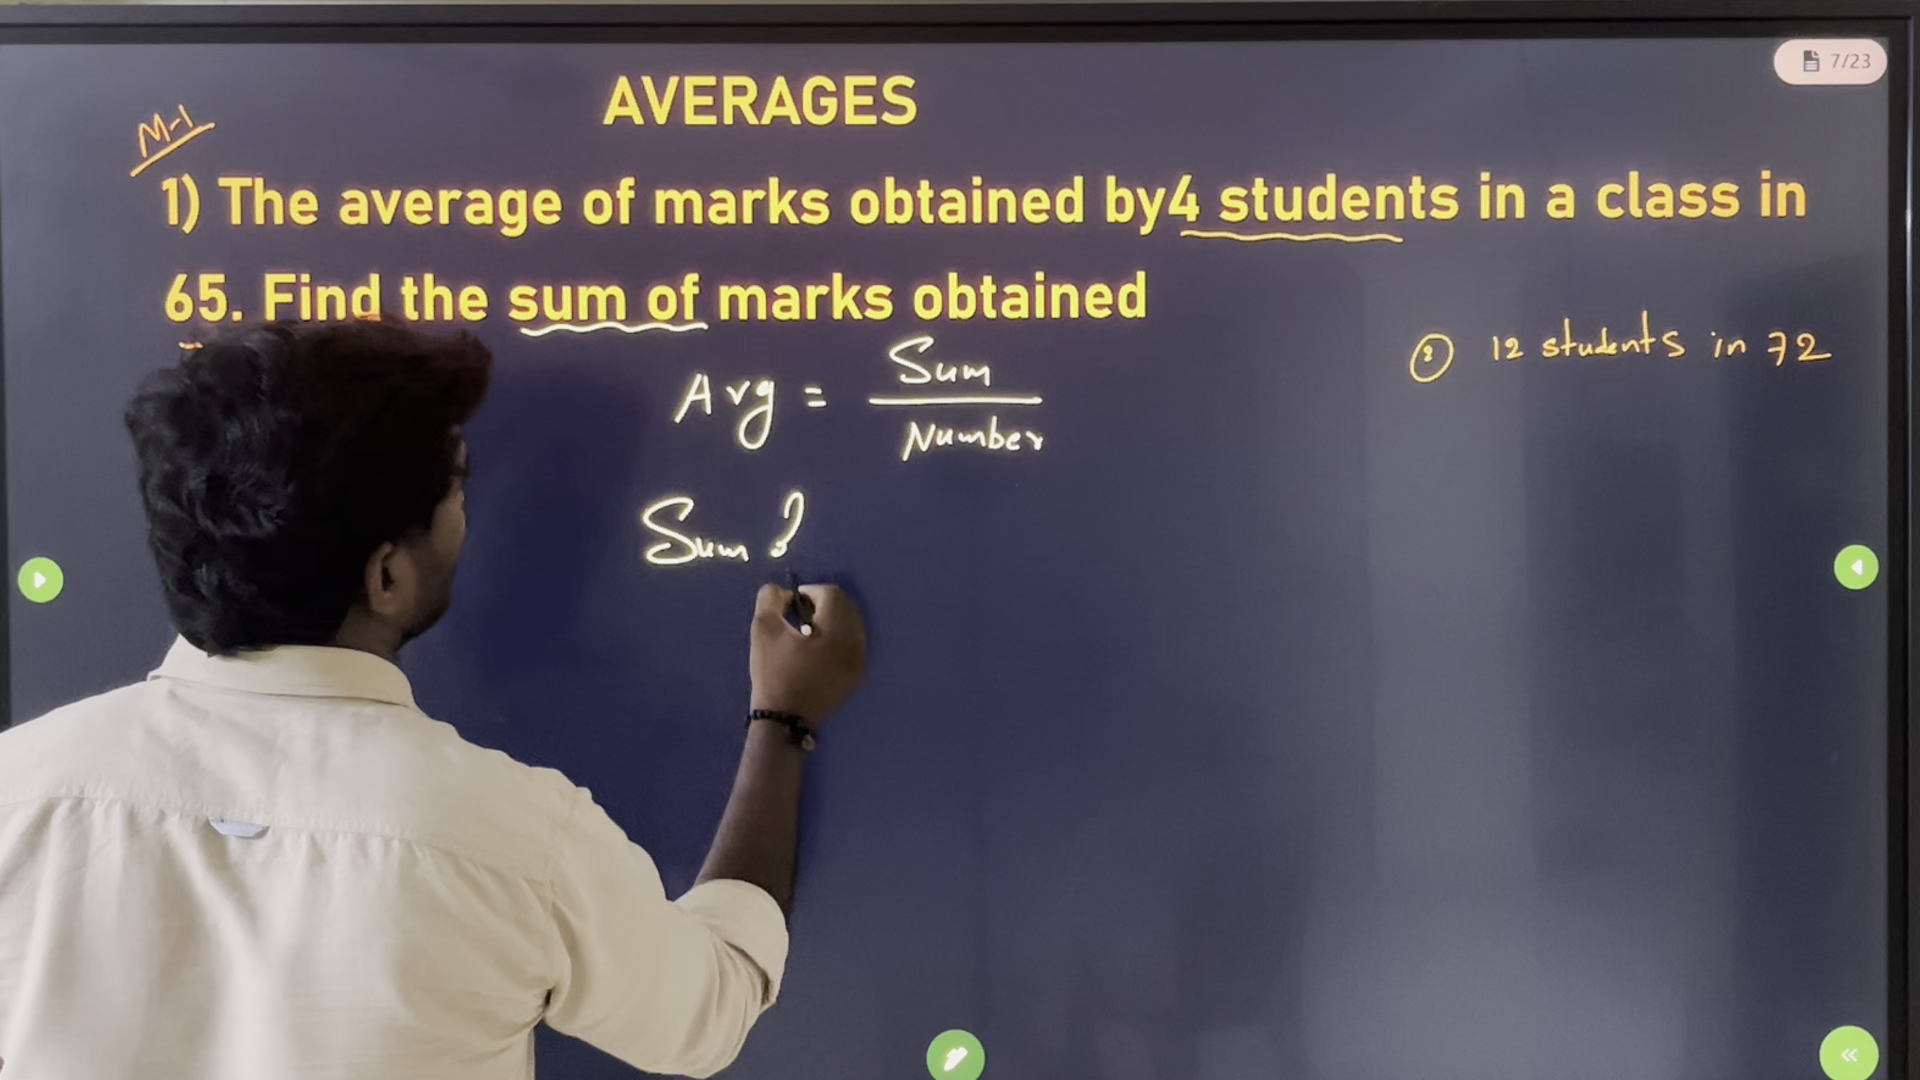 7/23
AVERAGES
M-1
1) The average of marks obtained by4 students in a class in
65. Find the sum of marks obtained
② 12 students in 72
Avg = Sum
Number
Sum ?